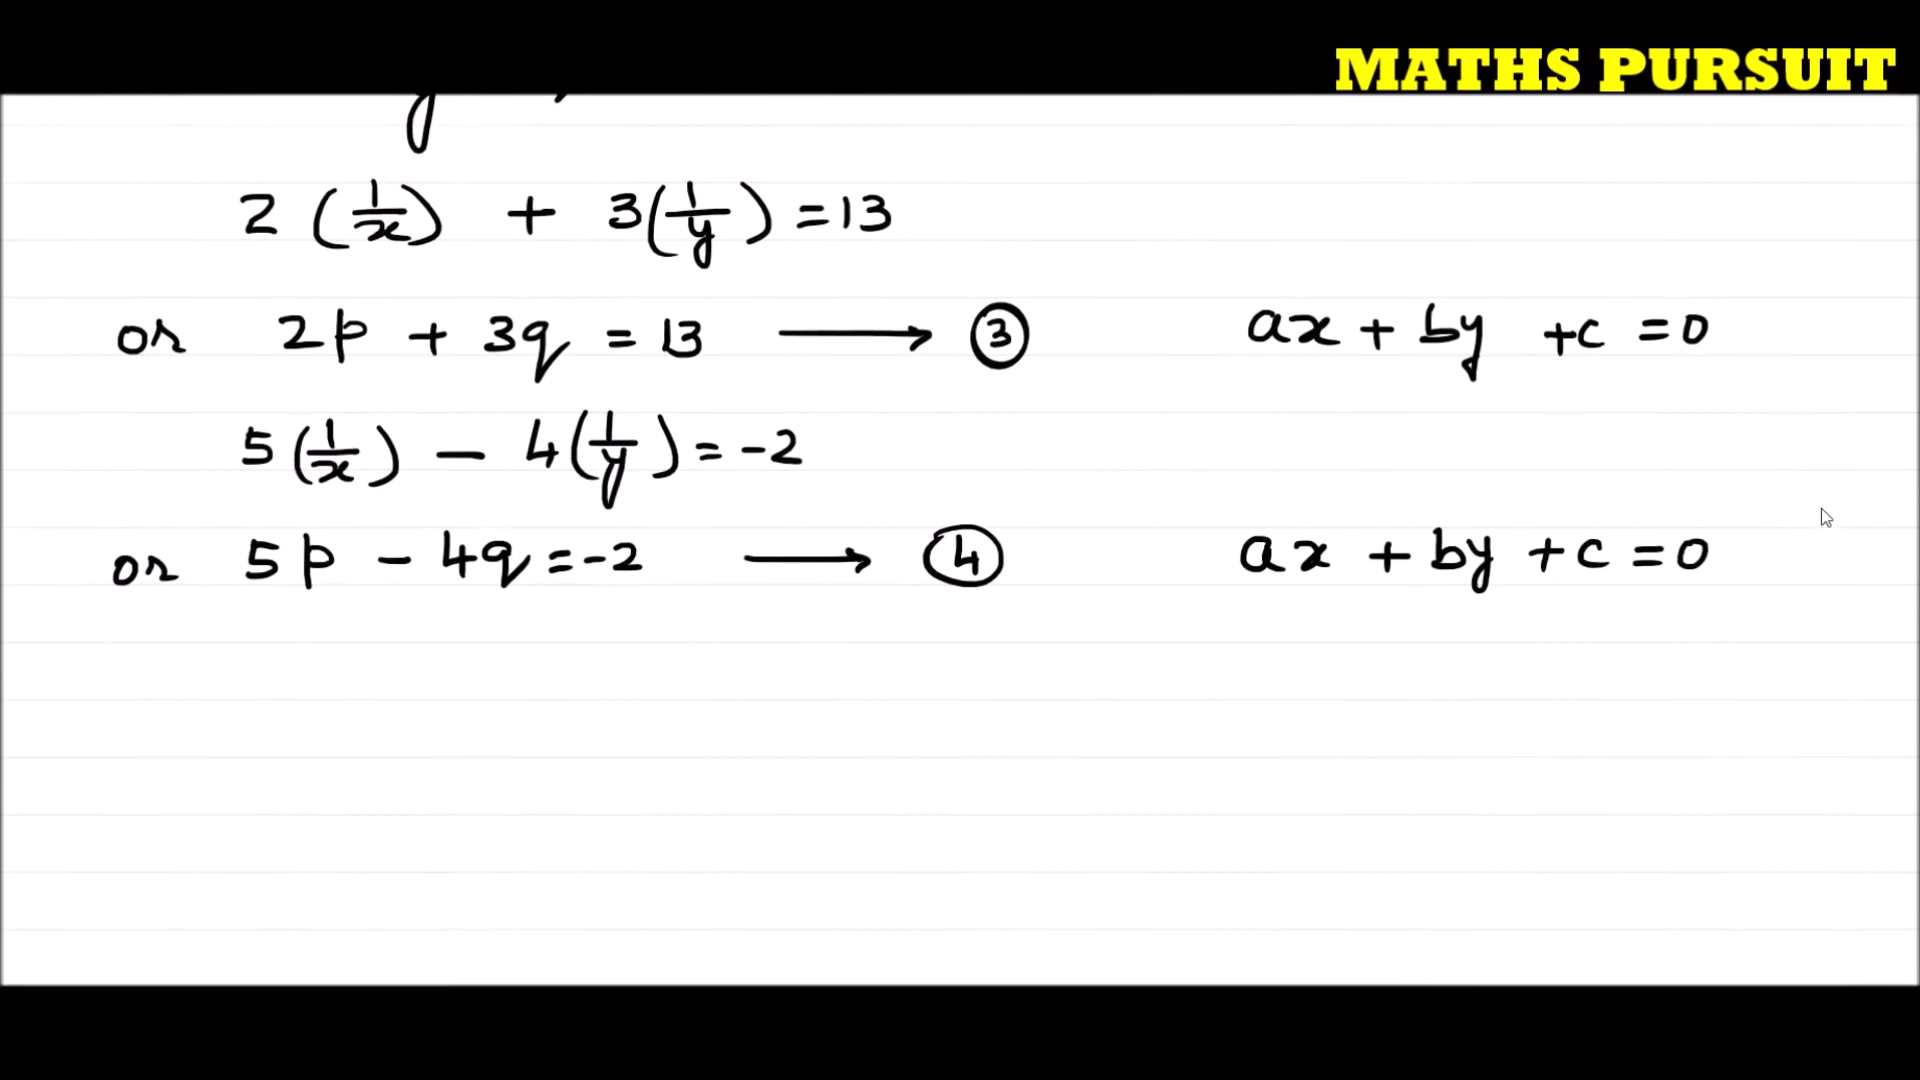 MATHS PURSUIT
y
2 (1/x) + 3(1/y) = 13
or 2p + 3q = 13 ⟶ ③ ax + by + c = 0
5(1/x) − 4(1/y) = -2
or 5p − 4q = -2 ⟶ ④ ax + by + c = 0